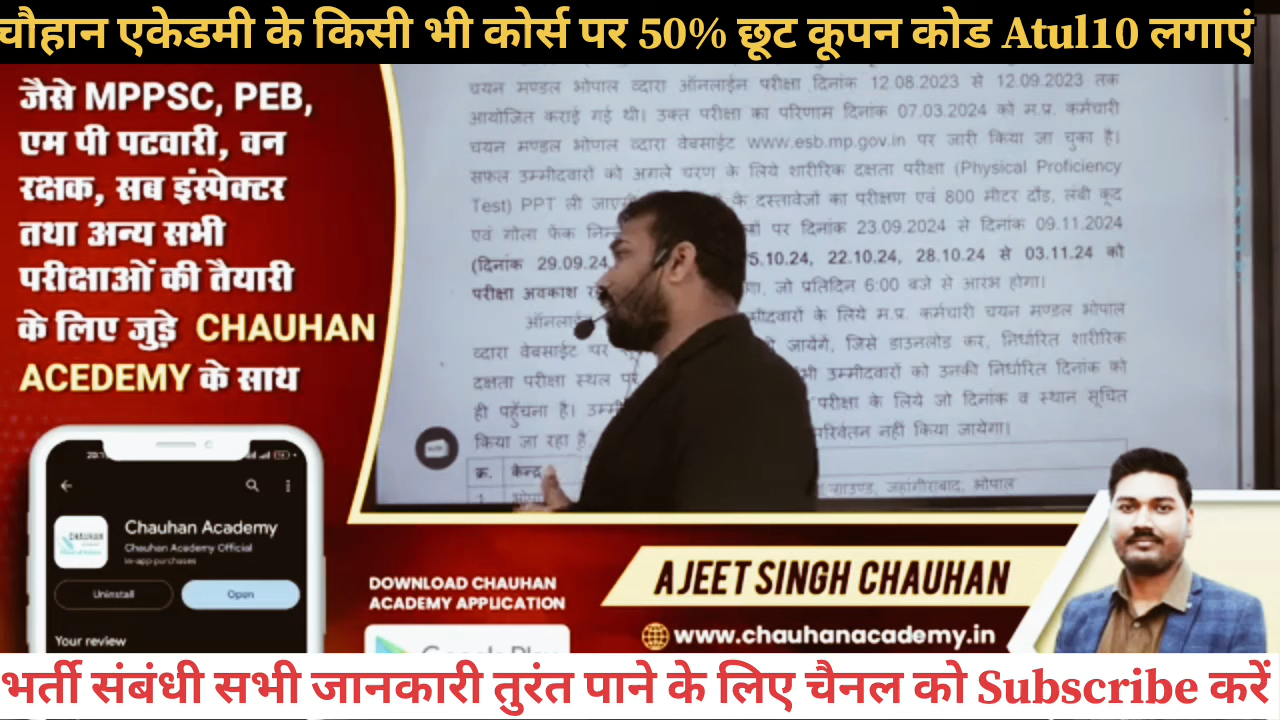 चौहान एकेडमी के किसी भी कोर्स पर 50% छूट कूपन कोड Atul10 लगाएं
जैसे MPPSC, PEB,
एम पी पटवारी, वन
रक्षक, सब इंस्पेक्टर
तथा अन्य सभी
परीक्षाओं की तैयारी
के लिए जुड़े CHAUHAN
ACEDEMY के साथ
चयन मण्डल भोपाल व्दारा ऑनलाईन परीक्षा दिनांक 12.08.2023 से 12.09.2023 तक
आयोजित कराई गई थी। उक्त परीक्षा का परिणाम दिनांक 07.03.2024 को म.प्र. कर्मचारी
चयन मण्डल भोपाल व्दारा वेबसाईट www.esb.mp.gov.in पर जारी किया जा चुका है।
सफल उम्मीदवारों को अगले चरण के लिये शारीरिक दक्षता परीक्षा (Physical Proficiency
Test) PPT ली के दस्तावेजों का परीक्षण एवं 800 मीटर दौड, लंबी कूद
एवं गोला फेंक पर दिनांक 23.09.2024 से दिनांक 09.11.2024
(दिनांक 29.09.24, 22.10.24, 28.10.24 से 03.11.24 को
परीक्षा अवकाश जो प्रतिदिन 6:00 बजे से आरंभ होगा।
के लिये म.प्र. कर्मचारी चयन मण्डल भोपाल
व्दारा वेबसाईट पर जायेगें, जिसे डाउनलोड कर, निर्धारित शारीरिक
दक्षता परीक्षा स्थल उम्मीदवारों को उनकी निर्धारित दिनांक को
ही पहुँचना है। परीक्षा के लिये जो दिनांक व स्थान सूचित
किया जा रहा है परिवर्तन नहीं किया जायेगा।
क्र. केन्द्र
जहांगीराबाद, भोपाल
Chauhan Academy
Chauhan Academy Official
In-app purchases
Uninstall Open
Your review
DOWNLOAD CHAUHAN
ACADEMY APPLICATION
AJEET SINGH CHAUHAN
www.chauhanacademy.in
भर्ती संबंधी सभी जानकारी तुरंत पाने के लिए चैनल को Subscribe करें